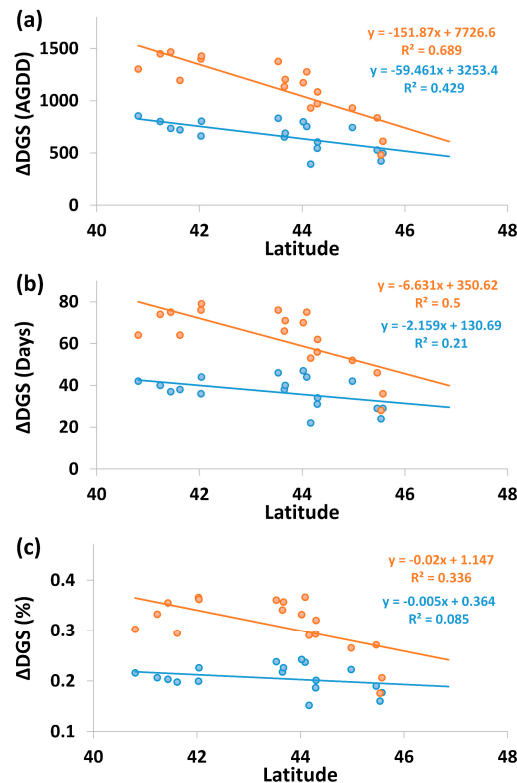 (a)
y = -151.87x + 7726.6
R² = 0.689
y = -59.461x + 3253.4
R² = 0.429
ΔDGS (AGDD)
1500
1000
500
0
40 42 44 46 48
Latitude
(b)
y = -6.631x + 350.62
R² = 0.5
y = -2.159x + 130.69
R² = 0.21
ΔDGS (Days)
80
60
40
20
0
40 42 44 46 48
Latitude
(c)
y = -0.02x + 1.147
R² = 0.336
y = -0.005x + 0.364
R² = 0.085
ΔDGS (%)
0.4
0.3
0.2
0.1
40 42 44 46 48
Latitude